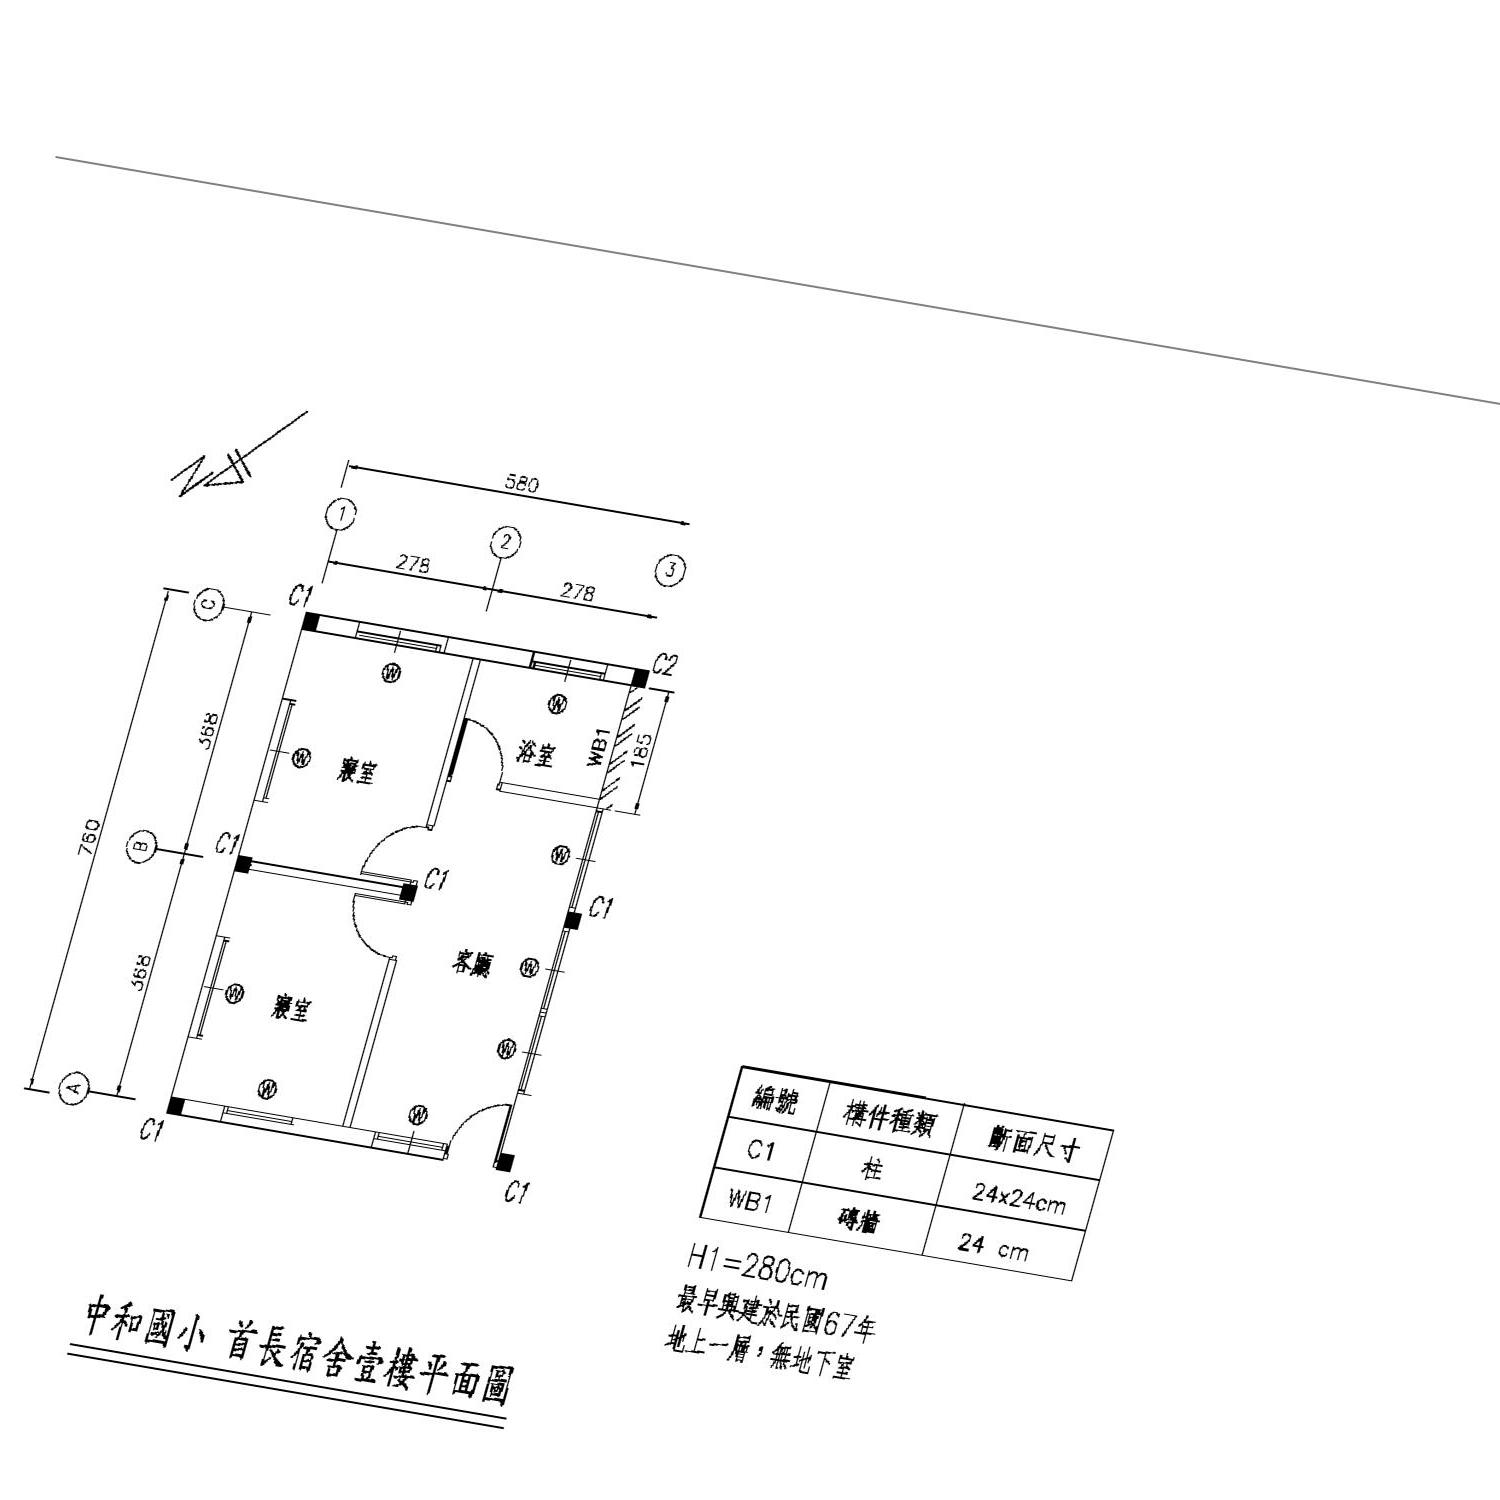 580
1
2
3
278
278
C
C1
C2
368
W
W
W
寢室
浴室
WB1
185
760
B
C1
C1
W
C1
368
客廳
W
W
寢室
W
A
W
W
C1
C1
編號 構件種類 斷面尺寸
C1 柱 24x24cm
WB1 磚牆 24 cm
H1=280cm
最早興建於民國67年
地上一層，無地下室
中和國小 首長宿舍壹樓平面圖
N